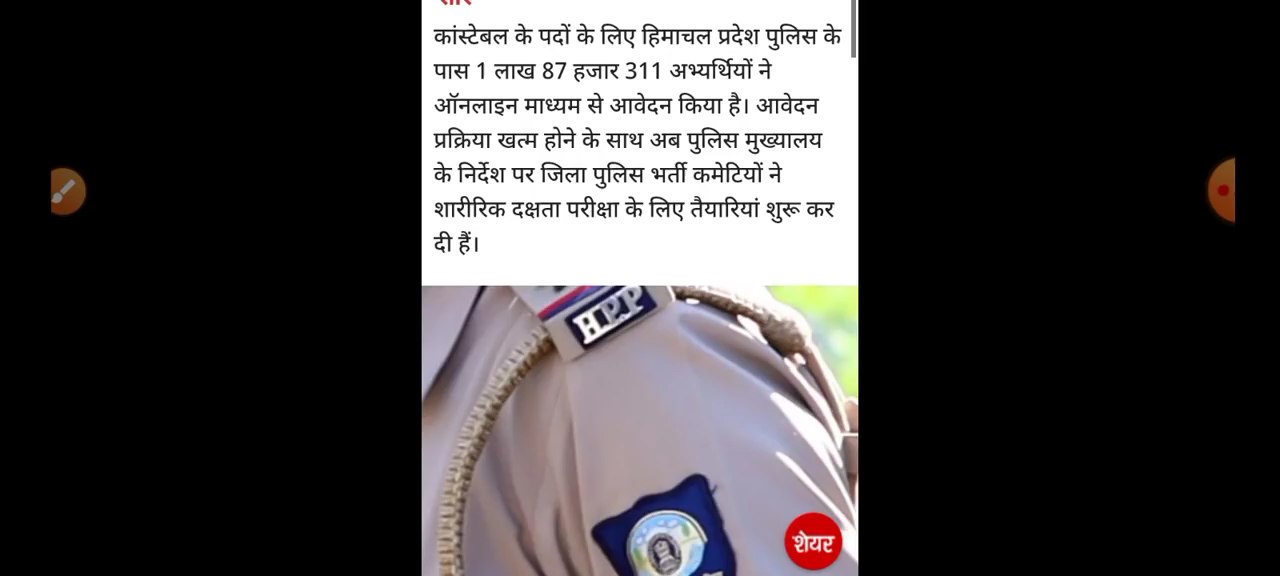 सार
कांस्टेबल के पदों के लिए हिमाचल प्रदेश पुलिस के
पास 1 लाख 87 हजार 311 अभ्यर्थियों ने
ऑनलाइन माध्यम से आवेदन किया है। आवेदन
प्रक्रिया खत्म होने के साथ अब पुलिस मुख्यालय
के निर्देश पर जिला पुलिस भर्ती कमेटियों ने
शारीरिक दक्षता परीक्षा के लिए तैयारियां शुरू कर
दी हैं।
H.P.P
शेयर